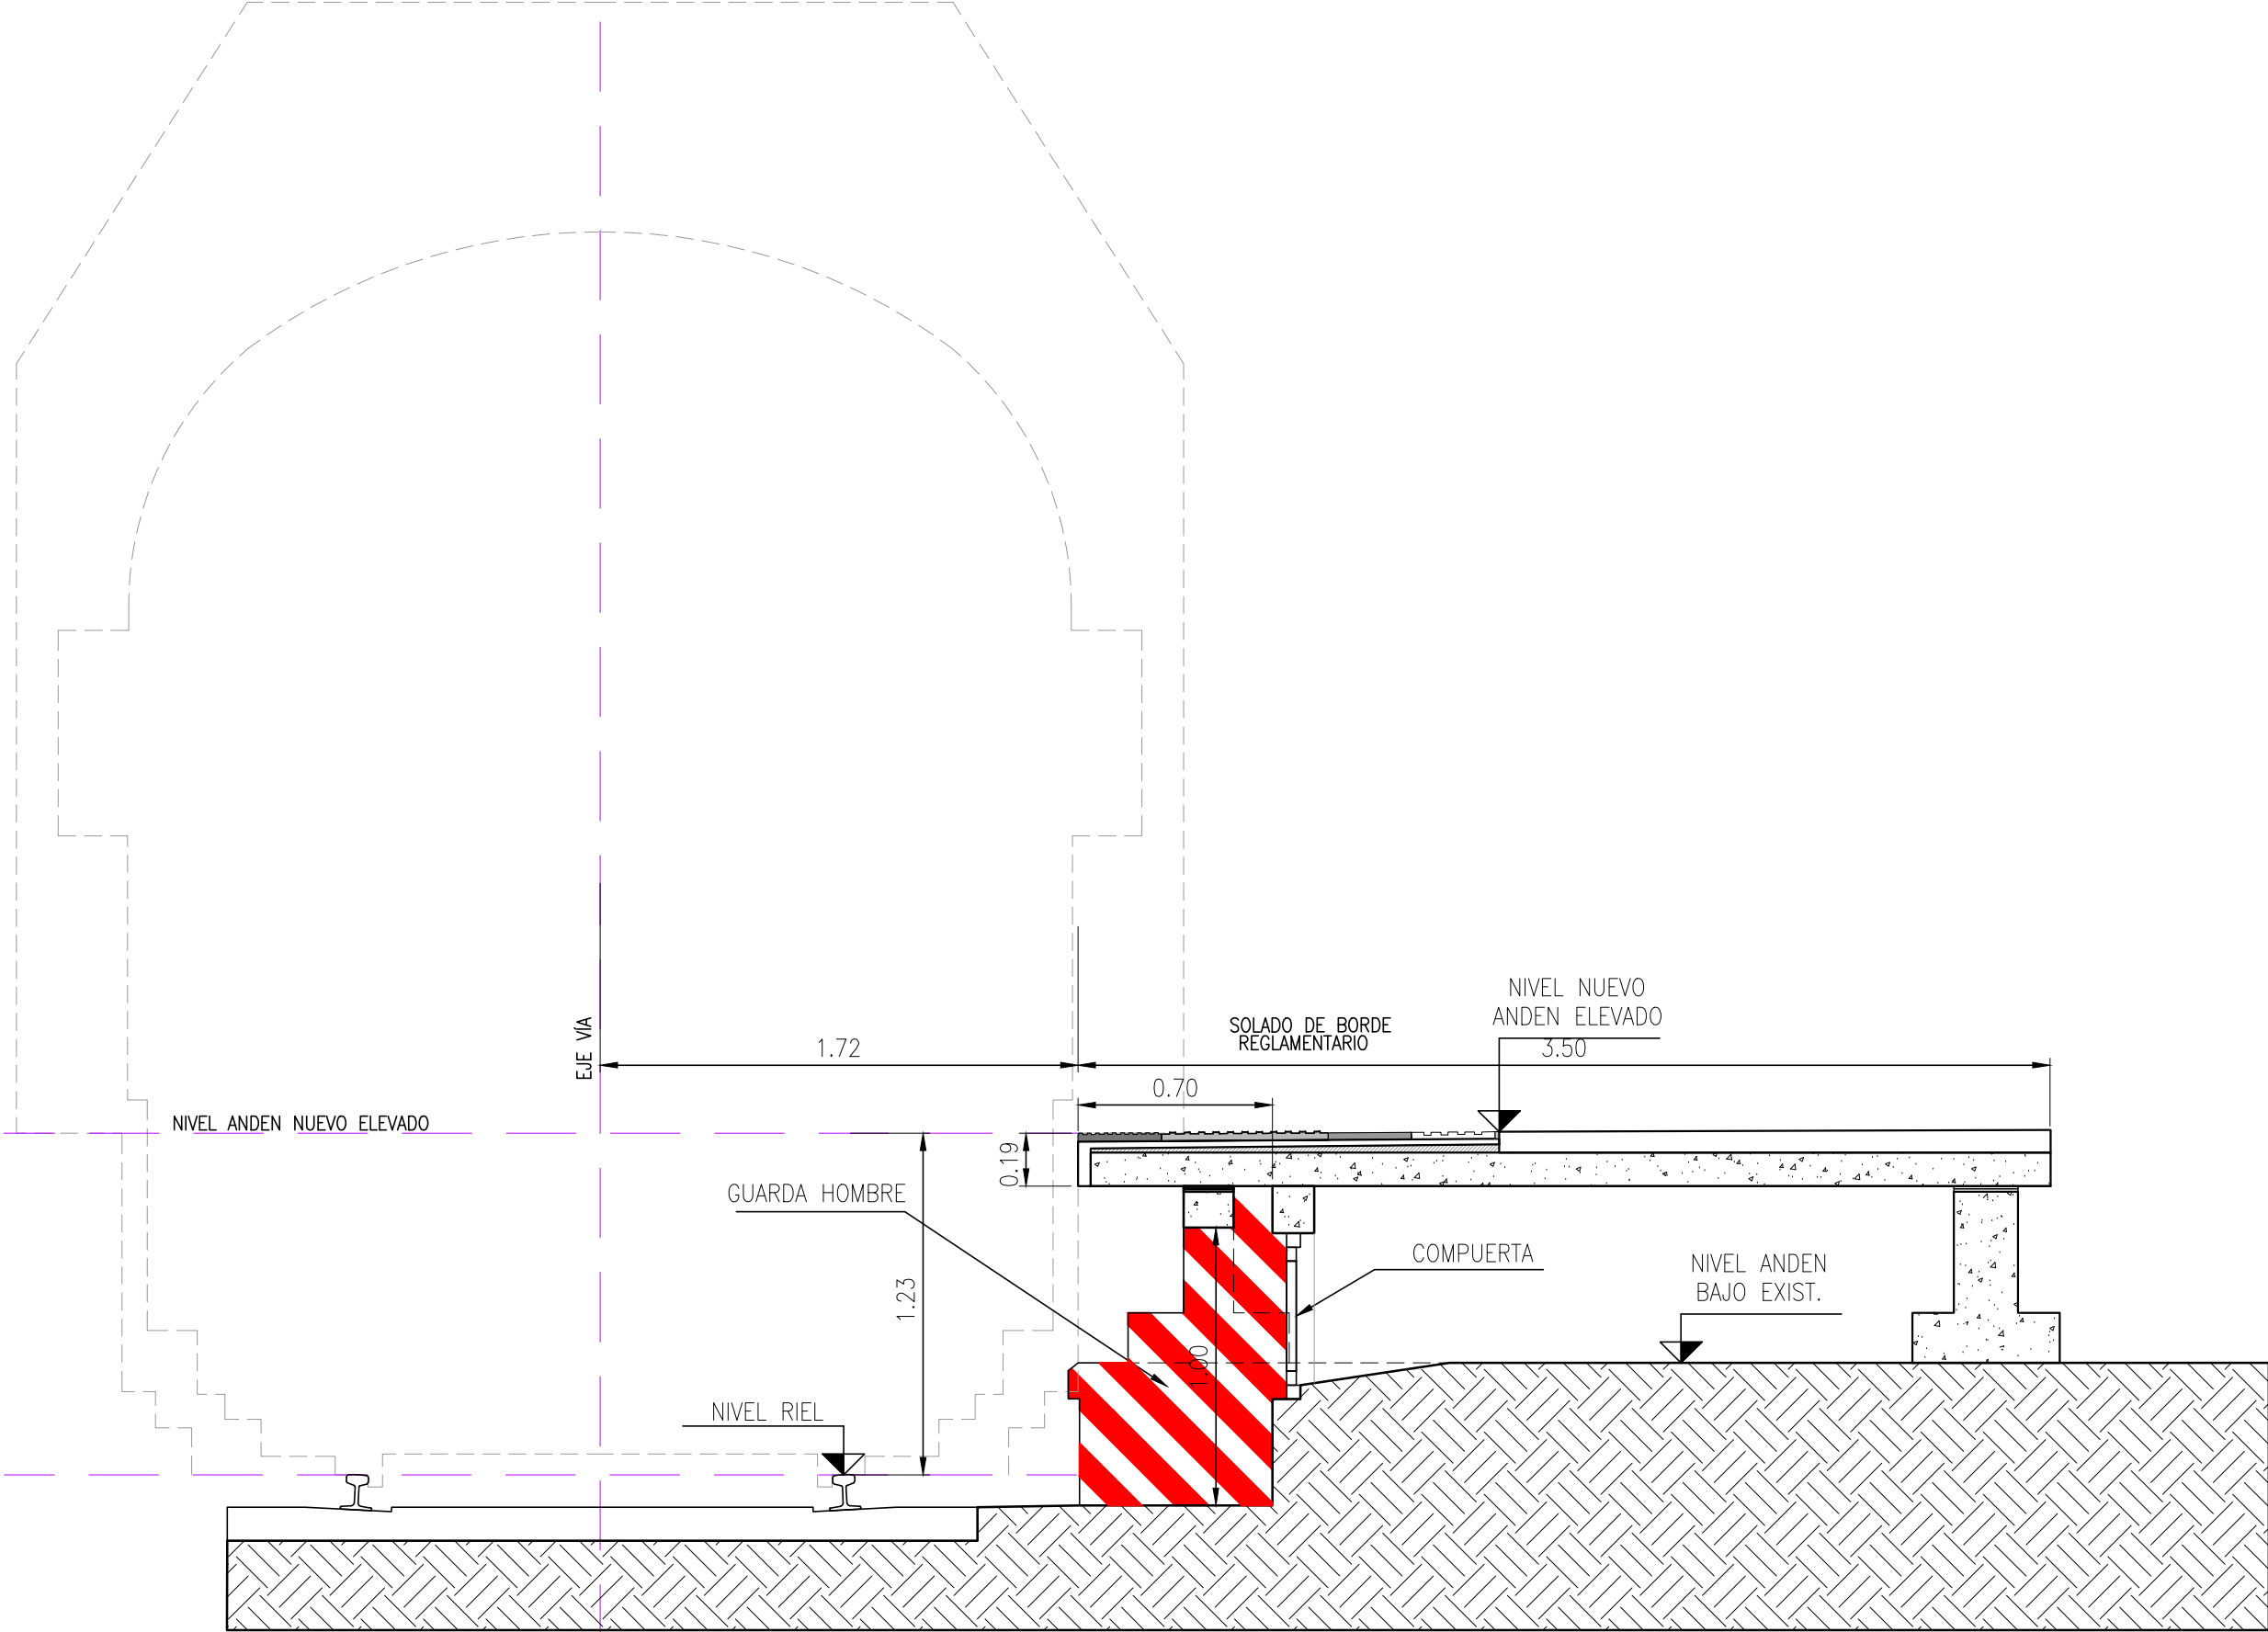 NIVEL NUEVO
ANDEN ELEVADO
SOLADO DE BORDE
REGLAMENTARIO
EJE VÍA
1.72
3.50
0.70
NIVEL ANDEN NUEVO ELEVADO
0.19
GUARDA HOMBRE
COMPUERTA
NIVEL ANDEN
BAJO EXIST.
1.23
1.00
NIVEL RIEL